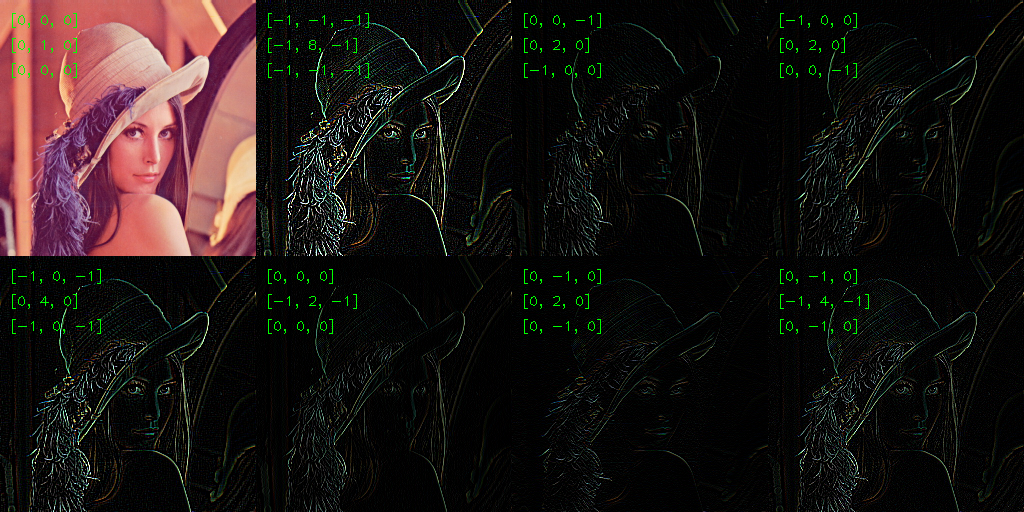 [0, 0, 0]
[0, 1, 0]
[0, 0, 0]
[-1, -1, -1]
[-1, 8, -1]
[-1, -1, -1]
[0, 0, -1]
[0, 2, 0]
[-1, 0, 0]
[-1, 0, 0]
[0, 2, 0]
[0, 0, -1]
[-1, 0, -1]
[0, 4, 0]
[-1, 0, -1]
[0, 0, 0]
[-1, 2, -1]
[0, 0, 0]
[0, -1, 0]
[0, 2, 0]
[0, -1, 0]
[0, -1, 0]
[-1, 4, -1]
[0, -1, 0]